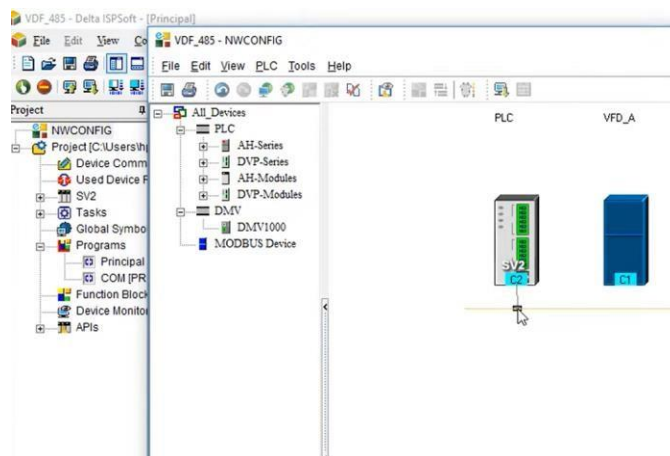 VDF_485 - Delta ISPSoft - [Principal]
File Edit View Co
Project
NWCONFIG
Project [C:\Users\h
Device Comm
Used Device F
SV2
Tasks
Global Symbo
Programs
Principal
COM [PR
Function Block
Device Monito
APIs
VDF_485 - NWCONFIG
File Edit View PLC Tools Help
All_Devices
PLC
AH-Series
DVP-Series
AH-Modules
DVP-Modules
DMV
DMV1000
MODBUS Device
PLC VFD_A
SV2
C2 C1